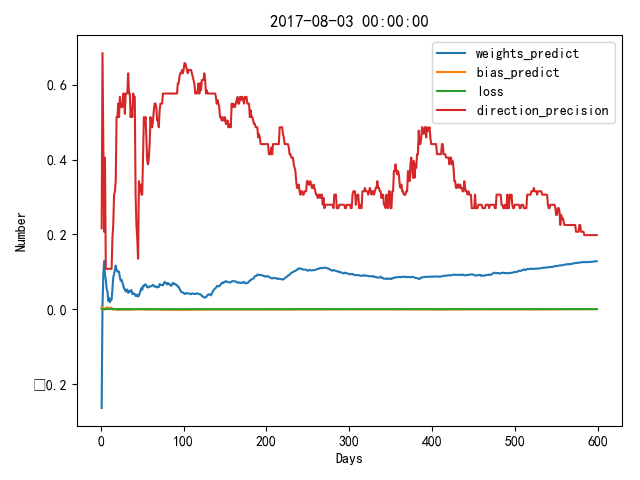 2017-08-03 00:00:00
weights_predict
bias_predict
loss
direction_precision
Number
0.6
0.4
0.2
0.0
□0.2
0 100 200 300 400 500 600
Days